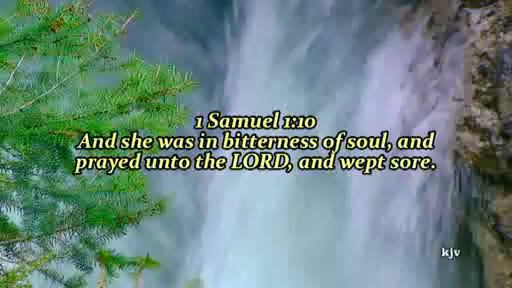 1 Samuel 1:10
And she was in bitterness of soul, and
prayed unto the LORD, and wept sore.
kjv